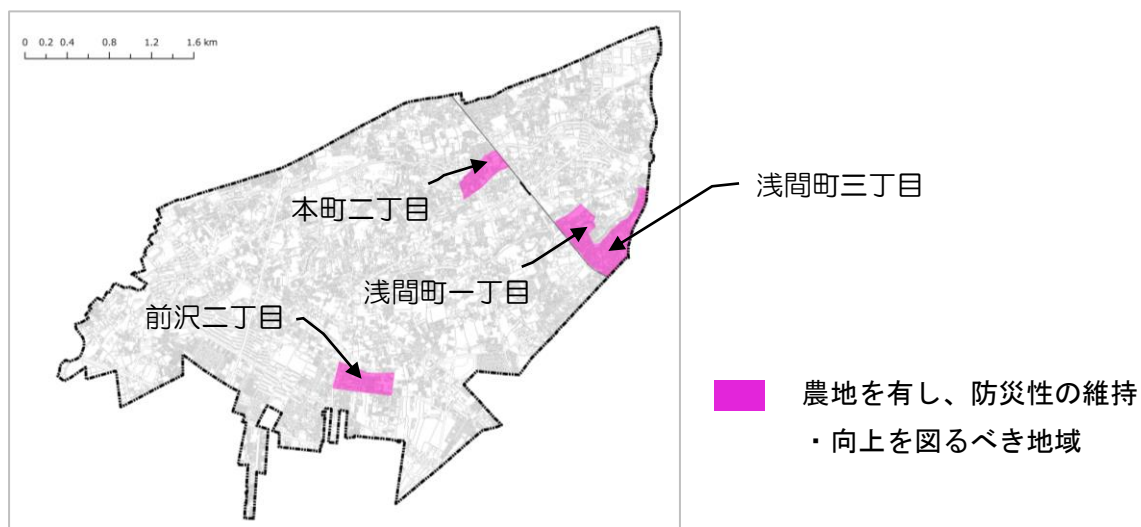 0 0.2 0.4 0.8 1.2 1.6 km
本町二丁目
浅間町三丁目
浅間町一丁目
前沢二丁目
農地を有し、防災性の維持
・向上を図るべき地域